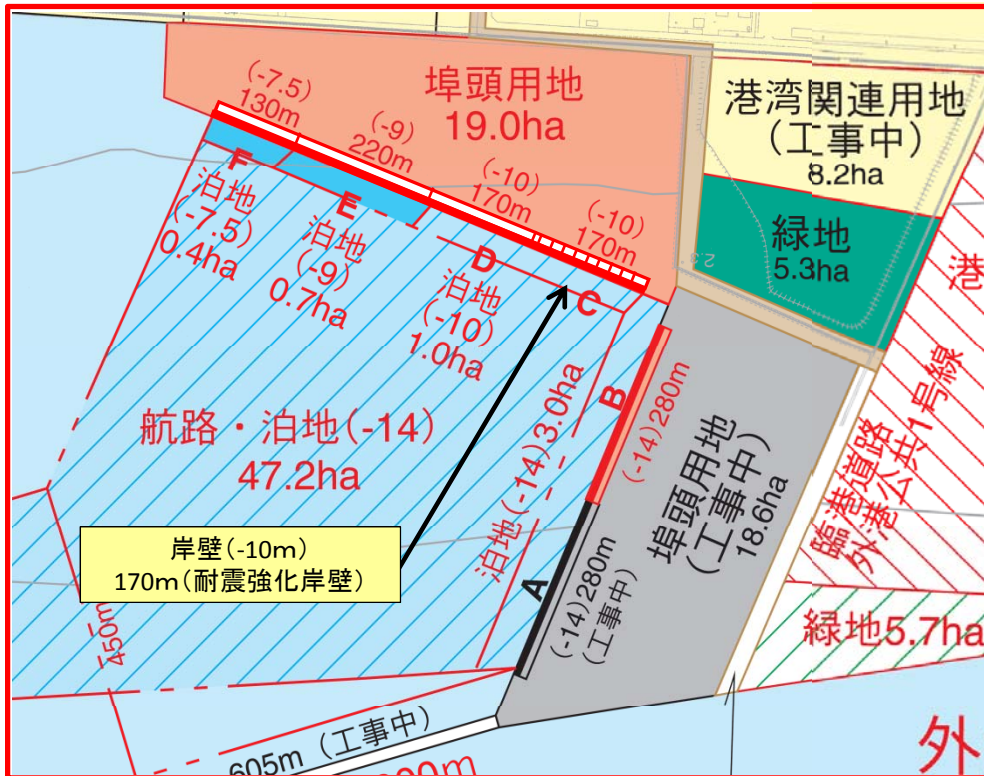 (-7.5)
130m
(-9)
220m
(-10)
170m
(-10)
170m
埠頭用地
19.0ha
港湾関連用地
(工事中)
8.2ha
緑地
5.3ha
港
F
泊地
(-7.5)
0.4ha
E
泊地
(-9)
0.7ha
D
泊地
(-10)
1.0ha
C
B
(-14)280m
A
(-14)280m
(工事中)
泊地(-14)3.0ha
航路・泊地(-14)
47.2ha
岸壁(-10m)
170m(耐震強化岸壁)
450m
埠頭用地
(工事中)
18.6ha
臨港道路
外港公共1号線
緑地5.7ha
605m (工事中)
外